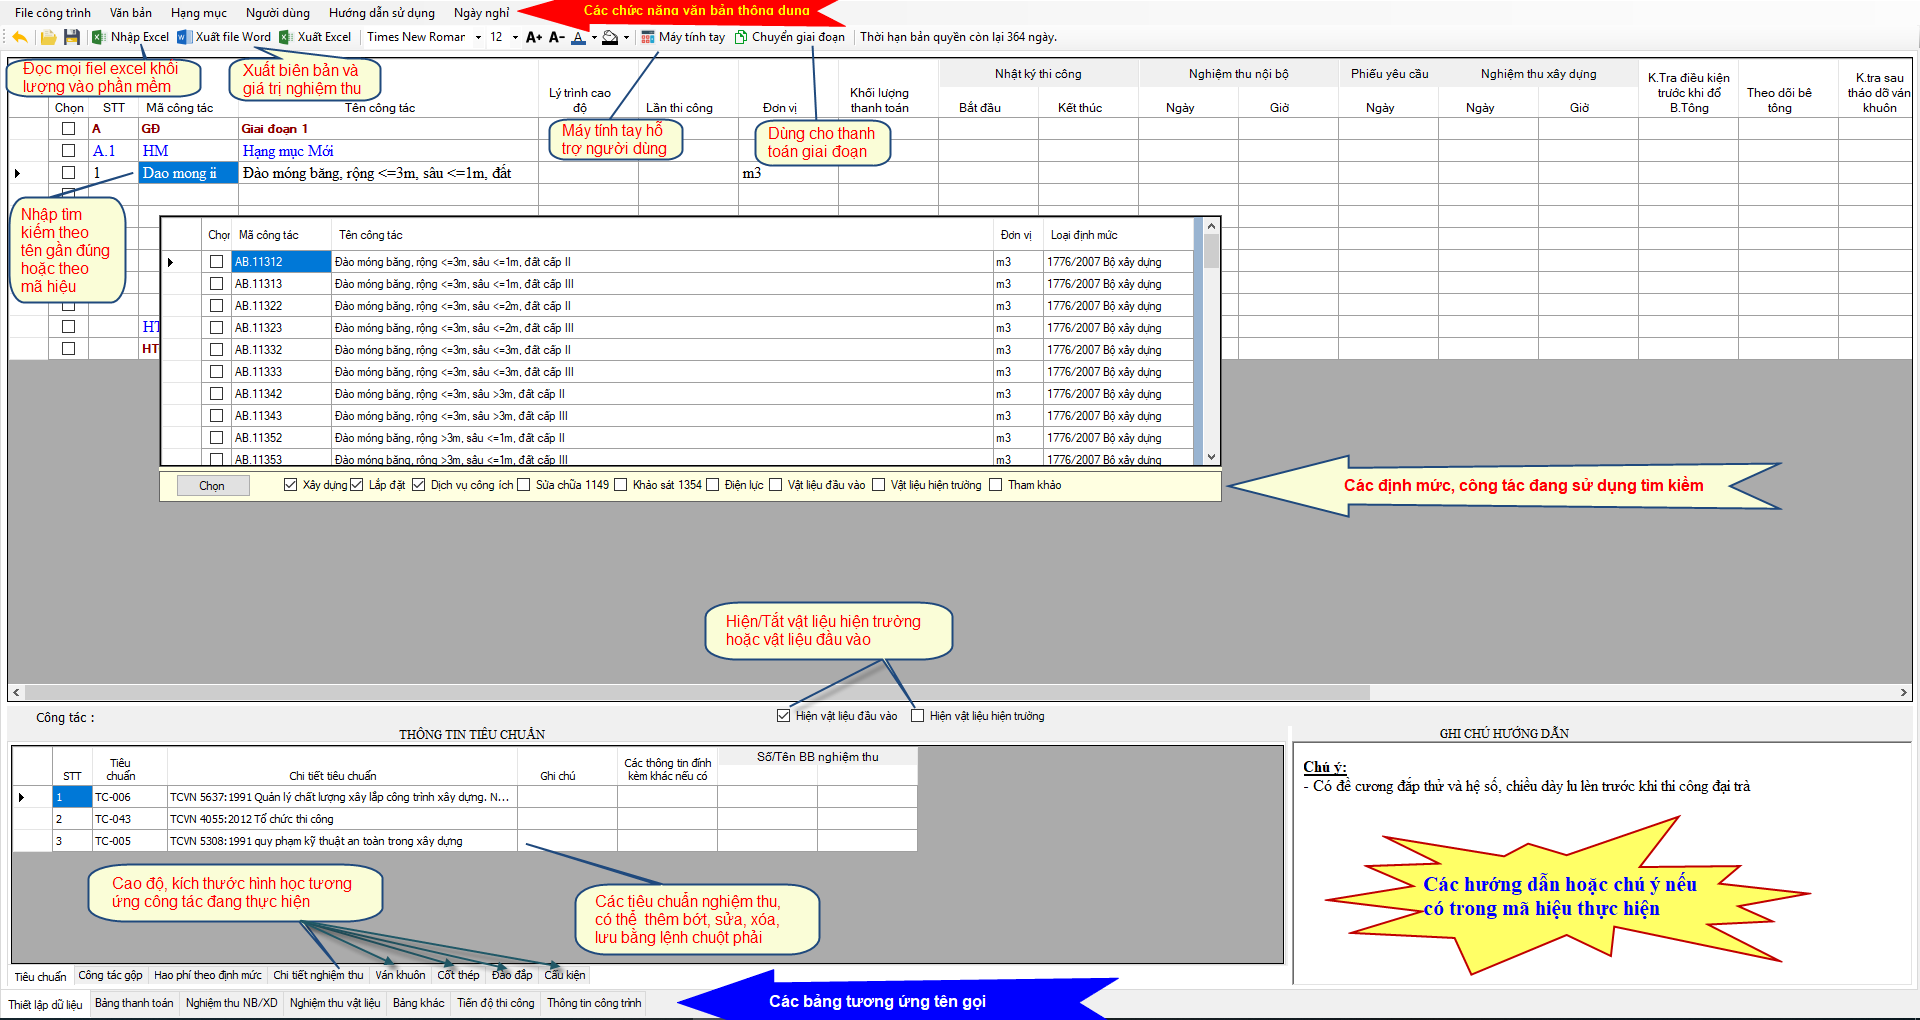 File công trình Văn bản Hạng mục Người dùng Hướng dẫn sử dụng Ngày nghỉ
Các chức năng văn bản thông dụng
Nhập Excel Xuất file Word Xuất Excel Times New Roman 12 A+ A- A Máy tính tay Chuyển giai đoạn Thời hạn bản quyền còn lại 364 ngày.
Đọc mọi fiel excel khối
lượng vào phần mềm
Xuất biên bản và
giá trị nghiệm thu
Chọn STT Mã công tác Tên công tác Lý trình cao độ Lần thi công Đơn vị Khối lượng thanh toán
Nhật ký thi công Nghiệm thu nội bộ Phiếu yêu cầu Nghiệm thu xây dựng
Bắt đầu Kết thúc Ngày Giờ Ngày Ngày Giờ
K.Tra điều kiện
trước khi đổ
B.Tông
Theo dõi bê
tông
K.tra sau
tháo dỡ ván
khuôn
A GĐ Giai đoạn 1
A.1 HM Hạng mục Mới
1 Dao mong ii Đào móng băng, rộng <=3m, sâu <=1m, đất m3
Máy tính tay hỗ
trợ người dùng
Dùng cho thanh
toán giai đoạn
Nhập tìm
kiếm theo
tên gần đúng
hoặc theo
mã hiệu
HT
HT
Chọn Mã công tác Tên công tác Đơn vị Loại định mức
AB.11312 Đào móng băng, rộng <=3m, sâu <=1m, đất cấp II m3 1776/2007 Bộ xây dựng
AB.11313 Đào móng băng, rộng <=3m, sâu <=1m, đất cấp III m3 1776/2007 Bộ xây dựng
AB.11322 Đào móng băng, rộng <=3m, sâu <=2m, đất cấp II m3 1776/2007 Bộ xây dựng
AB.11323 Đào móng băng, rộng <=3m, sâu <=2m, đất cấp III m3 1776/2007 Bộ xây dựng
AB.11332 Đào móng băng, rộng <=3m, sâu <=3m, đất cấp II m3 1776/2007 Bộ xây dựng
AB.11333 Đào móng băng, rộng <=3m, sâu <=3m, đất cấp III m3 1776/2007 Bộ xây dựng
AB.11342 Đào móng băng, rộng <=3m, sâu >3m, đất cấp II m3 1776/2007 Bộ xây dựng
AB.11343 Đào móng băng, rộng <=3m, sâu >3m, đất cấp III m3 1776/2007 Bộ xây dựng
AB.11352 Đào móng băng, rộng >3m, sâu <=1m, đất cấp II m3 1776/2007 Bộ xây dựng
AB.11353 Đào móng băng, rộng >3m, sâu <=1m, đất cấp III m3 1776/2007 Bộ xây dựng
Chọn Xây dựng Lắp đặt Dịch vụ công ích Sửa chữa 1149 Khảo sát 1354 Điện lực Vật liệu đầu vào Vật liệu hiện trường Tham khảo
Các định mức, công tác đang sử dụng tìm kiềm
Hiện/Tắt vật liệu hiện trường
hoặc vật liệu đầu vào
Công tác : Hiện vật liệu đầu vào Hiện vật liệu hiện trường
THÔNG TIN TIÊU CHUẨN
GHI CHÚ HƯỚNG DẪN
STT Tiêu chuẩn Chi tiết tiêu chuẩn Ghi chú Các thông tin đính kèm khác nếu có Số/Tên BB nghiệm thu
1 TC-006 TCVN 5637:1991 Quản lý chất lượng xây lắp công trình xây dựng. N...
2 TC-043 TCVN 4055:2012 Tổ chức thi công
3 TC-005 TCVN 5308:1991 quy phạm kỹ thuật an toàn trong xây dựng
Chú ý:
- Có đề cương đắp thử và hệ số, chiều dày lu lèn trước khi thi công đại trà
Cao độ, kích thước hình học tương
ứng công tác đang thực hiện
Các tiêu chuẩn nghiệm thu,
có thể thêm bớt, sửa, xóa,
lưu bằng lệnh chuột phải
Các hướng dẫn hoặc chú ý nếu
có trong mã hiệu thực hiện
Tiêu chuẩn Công tác gộp Hao phí theo định mức Chi tiết nghiệm thu Ván khuôn Cốt thép Đào đắp Cấu kiện
Thiết lập dữ liệu Bảng thanh toán Nghiệm thu NB/XD Nghiệm thu vật liệu Bảng khác Tiến độ thi công Thông tin công trình
Các bảng tương ứng tên gọi